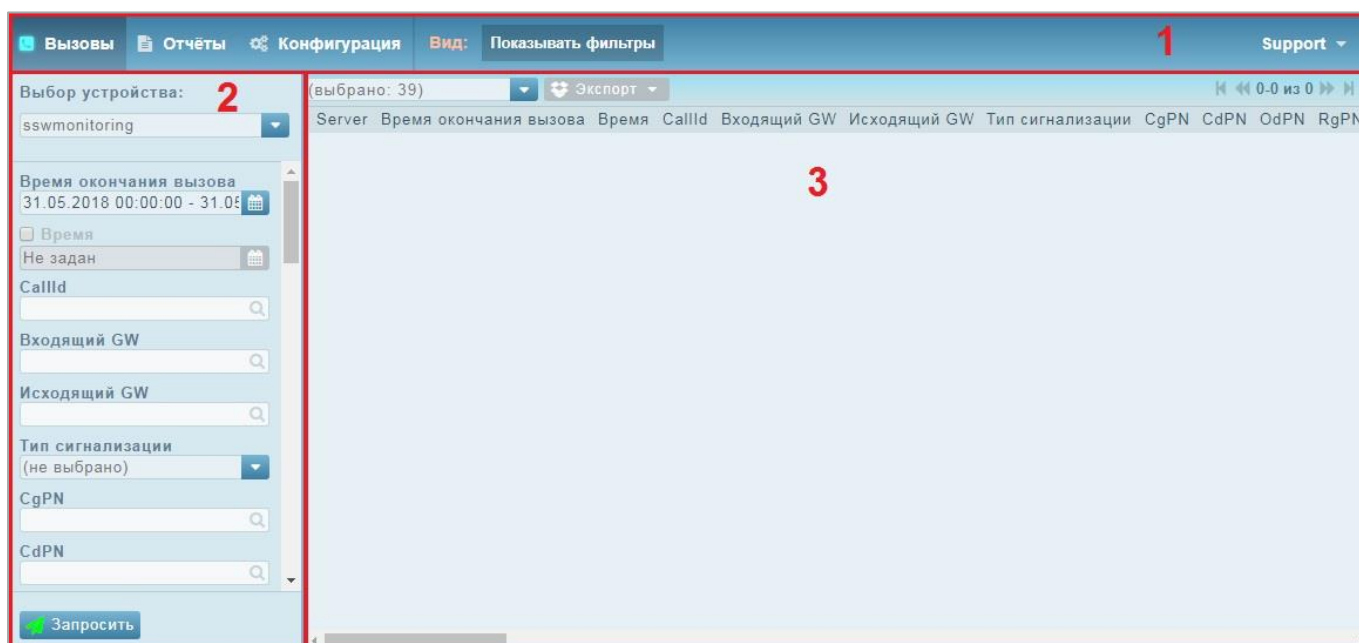 Вызовы Отчёты Конфигурация Вид: Показывать фильтры 1 Support
Выбор устройства: 2
sswmonitoring
Время окончания вызова
31.05.2018 00:00:00 - 31.05
Время
Не задан
CallId
Входящий GW
Исходящий GW
Тип сигнализации
(не выбрано)
CgPN
CdPN
Запросить
(выбрано: 39) Экспорт 0-0 из 0
Server Время окончания вызова Время CallId Входящий GW Исходящий GW Тип сигнализации CgPN CdPN OdPN RgPN
3